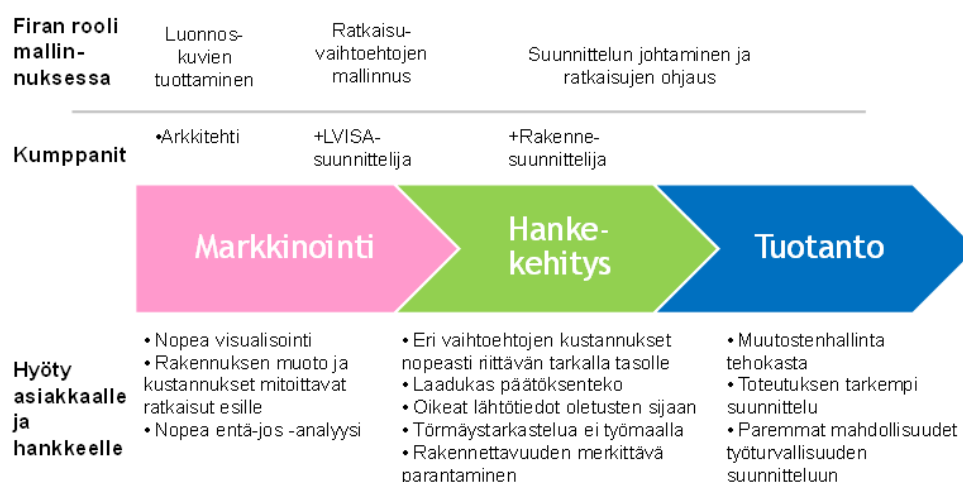 Firan rooli
mallin-
nuksessa
Luonnos-
kuvien
tuottaminen
Ratkaisu-
vaihtoehtojen
mallinnus
Suunnittelun johtaminen ja
ratkaisujen ohjaus
Kumppanit
•Arkkitehti
+LVISA-
suunnittelija
+Rakenne-
suunnittelija
Markkinointi
Hanke-
kehitys
Tuotanto
Hyöty
asiakkaalle
ja
hankkeelle
• Nopea visualisointi
• Rakennuksen muoto ja
kustannukset mitoittavat
ratkaisut esille
• Nopea entä-jos -analyysi
• Eri vaihtoehtojen kustannukset
nopeasti riittävän tarkalla tasolle
• Laadukas päätöksenteko
• Oikeat lähtötiedot oletusten sijaan
• Törmäystarkastelua ei työmaalla
• Rakennettavuuden merkittävä
parantaminen
• Muutostenhallinta
tehokasta
• Toteutuksen tarkempi
suunnittelu
• Paremmat mahdollisuudet
työturvallisuuden
suunnitteluun